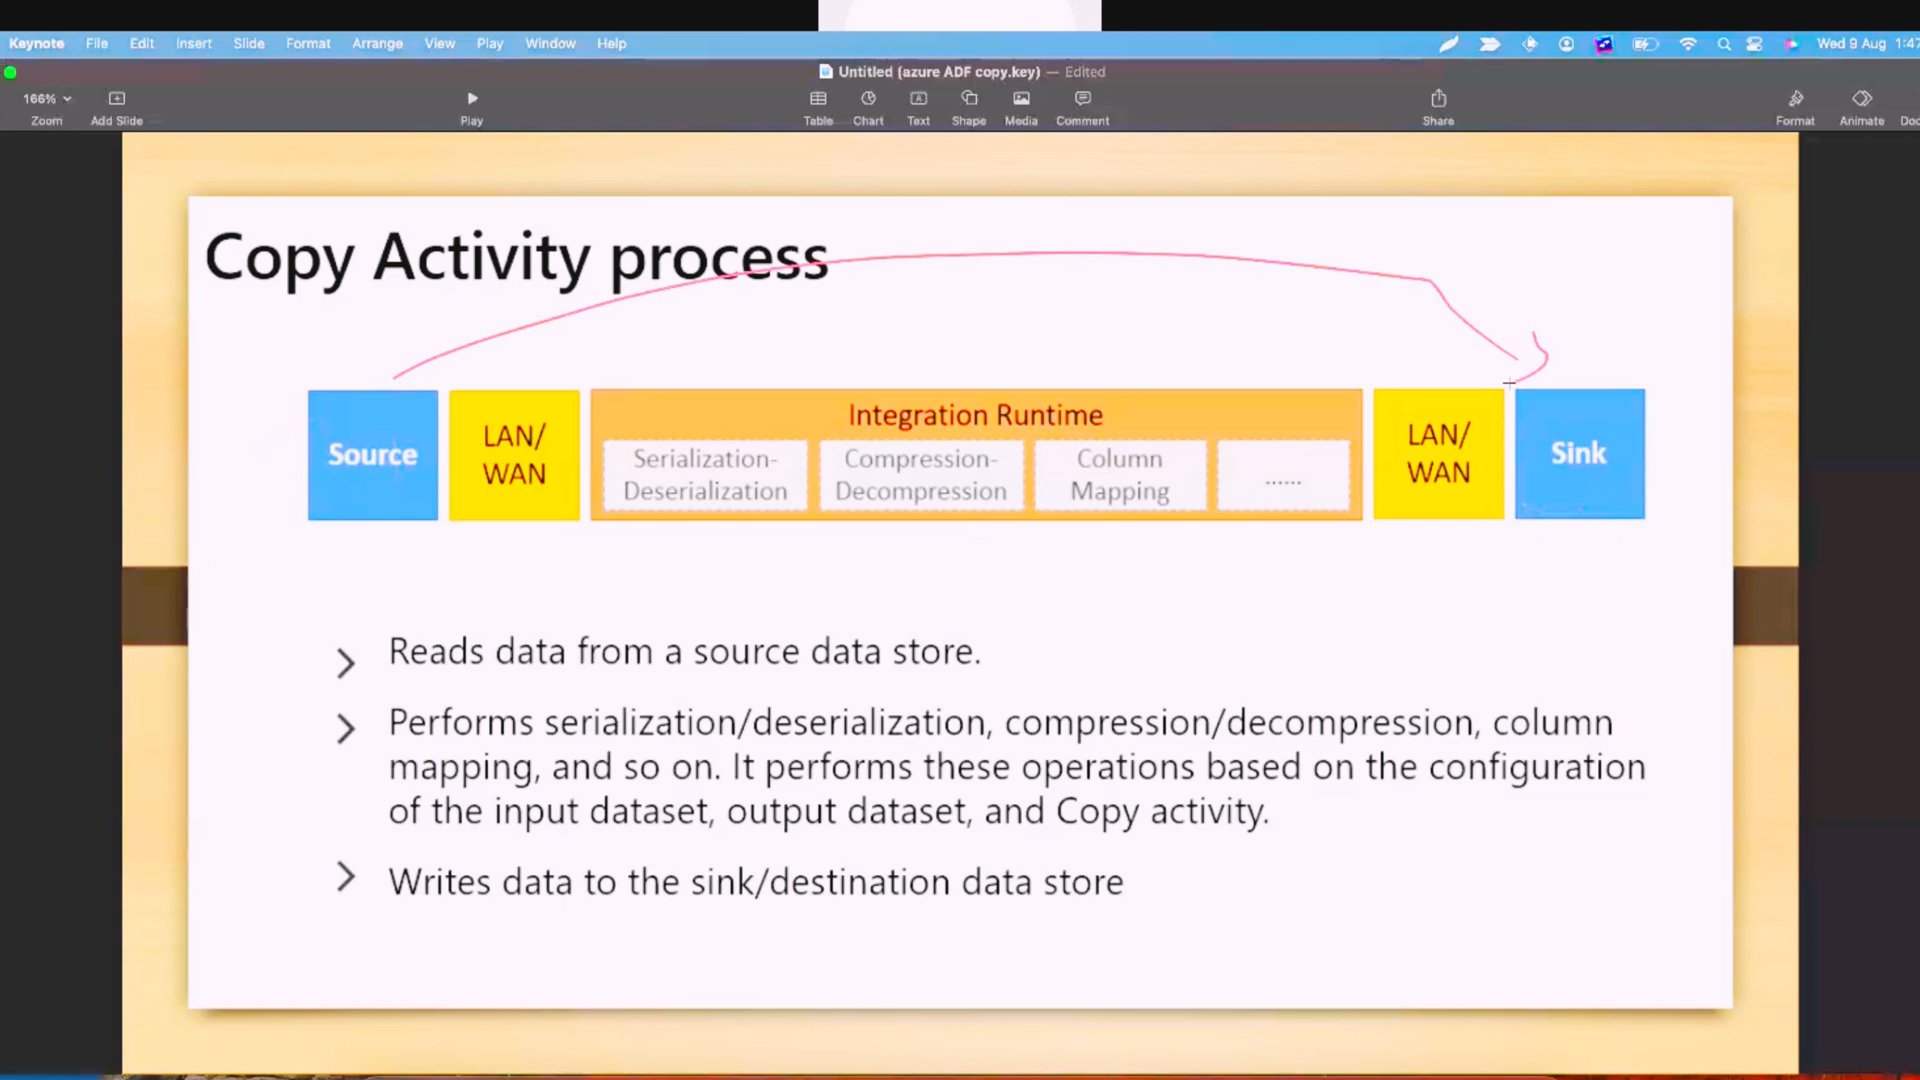 Keynote File Edit Insert Slide Format Arrange View Play Window Help Wed 9 Aug 1:47
Untitled (azure ADF copy.key) — Edited
166%
Zoom Add Slide Play Table Chart Text Shape Media Comment Share Format Animate
Copy Activity process
Source
LAN/
WAN
Integration Runtime
Serialization-
Deserialization
Compression-
Decompression
Column
Mapping
......
LAN/
WAN
Sink
Reads data from a source data store.
Performs serialization/deserialization, compression/decompression, column
mapping, and so on. It performs these operations based on the configuration
of the input dataset, output dataset, and Copy activity.
Writes data to the sink/destination data store